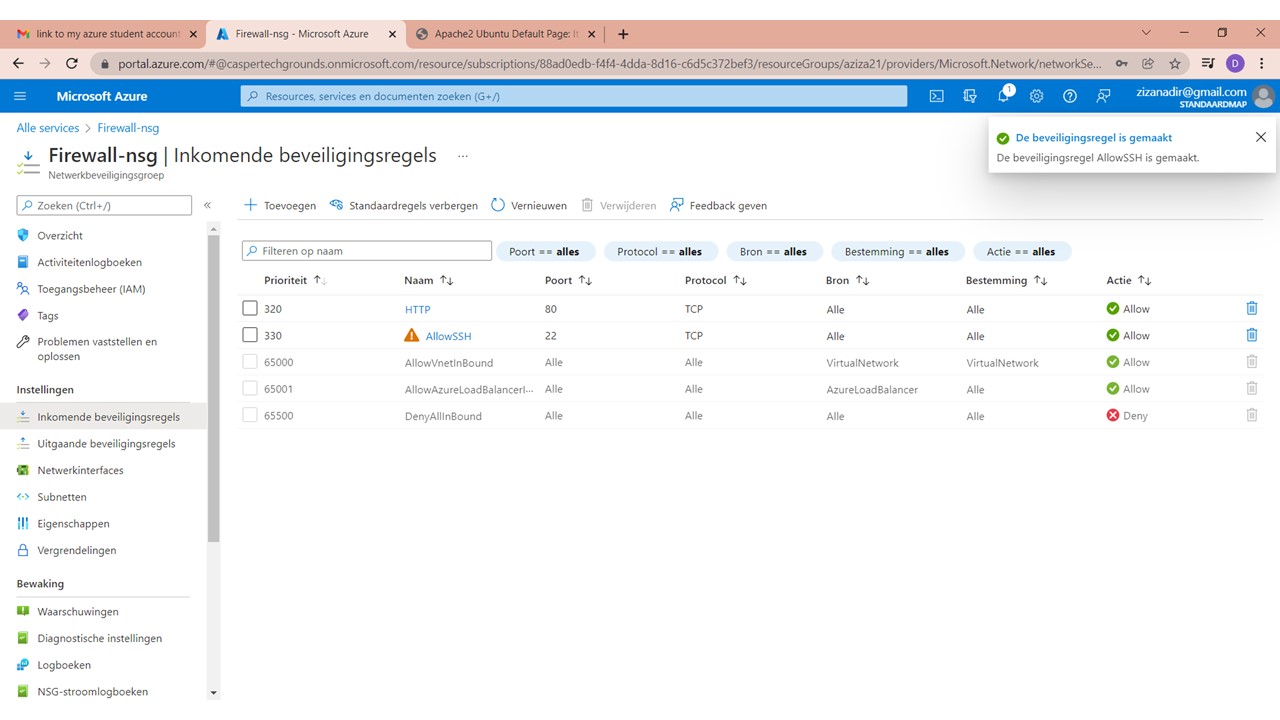 link to my azure student account
Firewall-nsg - Microsoft Azure
Apache2 Ubuntu Default Page: It
portal.azure.com/#@caspertechgrounds.onmicrosoft.com/resource/subscriptions/88ad0edb-f4f4-4dda-8d16-c6d5c372bef3/resourceGroups/aziza21/providers/Microsoft.Network/networkSe...
D
Microsoft Azure
Resources, services en documenten zoeken (G+/)
1
zizanadir@gmail.com
STANDAARDMAP
Alle services > Firewall-nsg
De beveiligingsregel is gemaakt
De beveiligingsregel AllowSSH is gemaakt.
Firewall-nsg | Inkomende beveiligingsregels ...
Netwerkbeveiligingsgroep
Zoeken (Ctrl+/)
«
Toevoegen
Standaardregels verbergen
Vernieuwen
Verwijderen
Feedback geven
Overzicht
Activiteitenlogboeken
Toegangsbeheer (IAM)
Tags
Problemen vaststellen en
oplossen
Instellingen
Inkomende beveiligingsregels
Uitgaande beveiligingsregels
Netwerkinterfaces
Subnetten
Eigenschappen
Vergrendelingen
Bewaking
Waarschuwingen
Diagnostische instellingen
Logboeken
NSG-stroomlogboeken
Filteren op naam
Poort == alles
Protocol == alles
Bron == alles
Bestemming == alles
Actie == alles
Prioriteit Naam Poort Protocol Bron Bestemming Actie
320 HTTP 80 TCP Alle Alle Allow
330 AllowSSH 22 TCP Alle Alle Allow
65000 AllowVnetInBound Alle Alle VirtualNetwork VirtualNetwork Allow
65001 AllowAzureLoadBalancerI... Alle Alle AzureLoadBalancer Alle Allow
65500 DenyAllInBound Alle Alle Alle Alle Deny